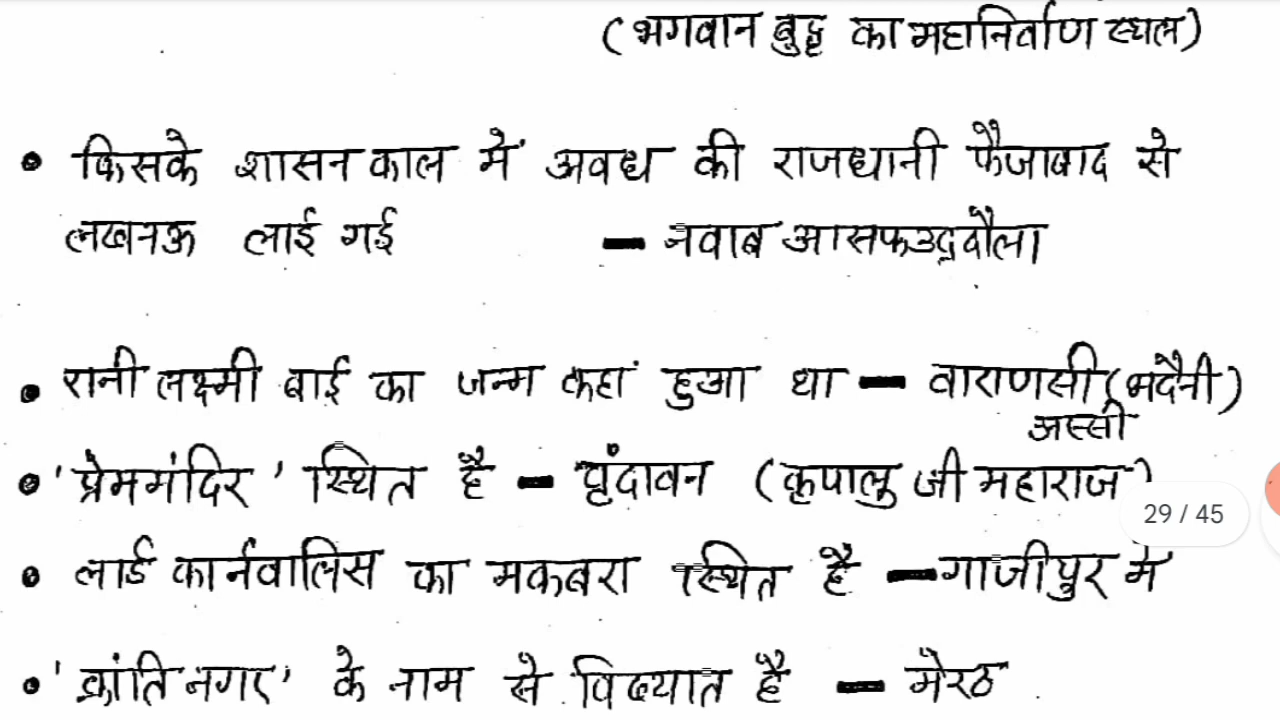 (भगवान बुद्ध का महानिर्वाण स्थल)
• किसके शासन काल में अवध की राजधानी फैजाबाद से
लखनऊ लाई गई — नवाब आसफउद्दौला
• रानी लक्ष्मी बाई का जन्म कहां हुआ था — वाराणसी (भदैनी)
अस्सी
• 'प्रेममंदिर' स्थित है — वृंदावन (कृपालु जी महाराज)
29 / 45
• लार्ड कार्नवालिस का मकबरा स्थित है — गाजीपुर में
• 'क्रांति नगर' के नाम से विख्यात है — मेरठ